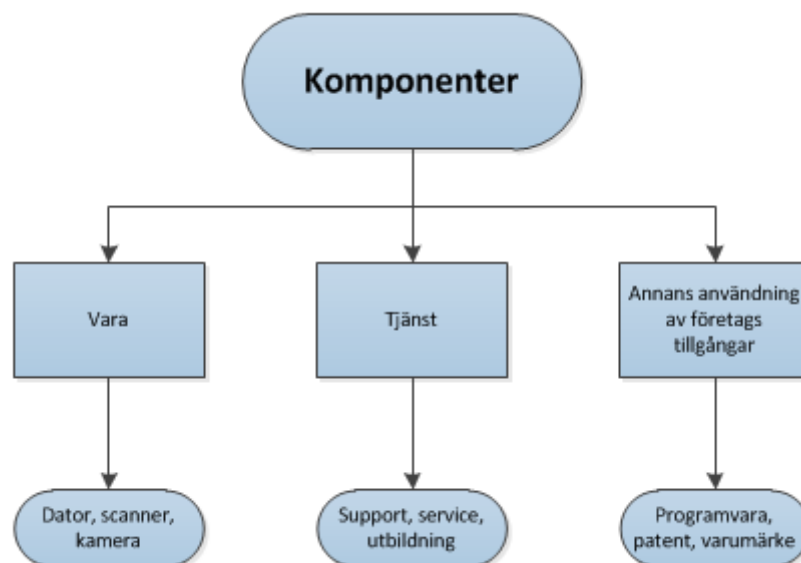 Komponenter
Vara
Tjänst
Annans användning
av företags
tillgångar
Dator, scanner,
kamera
Support, service,
utbildning
Programvara,
patent, varumärke